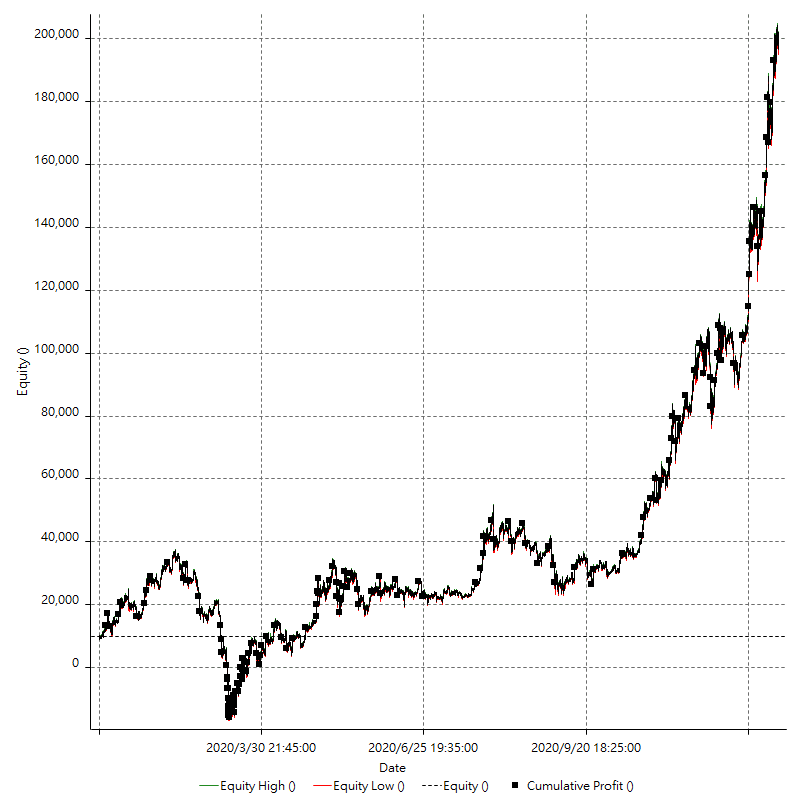 200,000
180,000
160,000
140,000
120,000
100,000
80,000
60,000
40,000
20,000
0
Equity ()
2020/3/30 21:45:00 2020/6/25 19:35:00 2020/9/20 18:25:00
Date
Equity High () Equity Low () Equity () Cumulative Profit ()